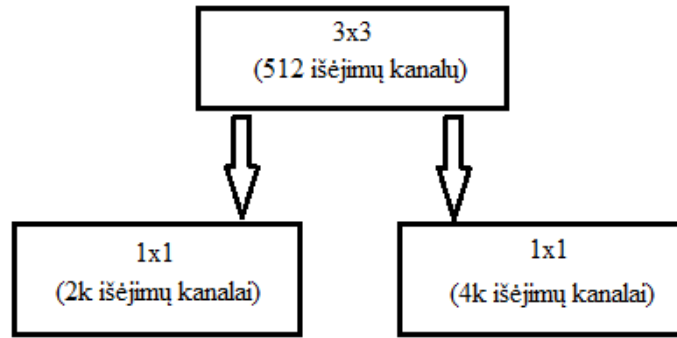 3x3
(512 išėjimų kanalų)
1x1
(2k išėjimų kanalai)
1x1
(4k išėjimų kanalai)